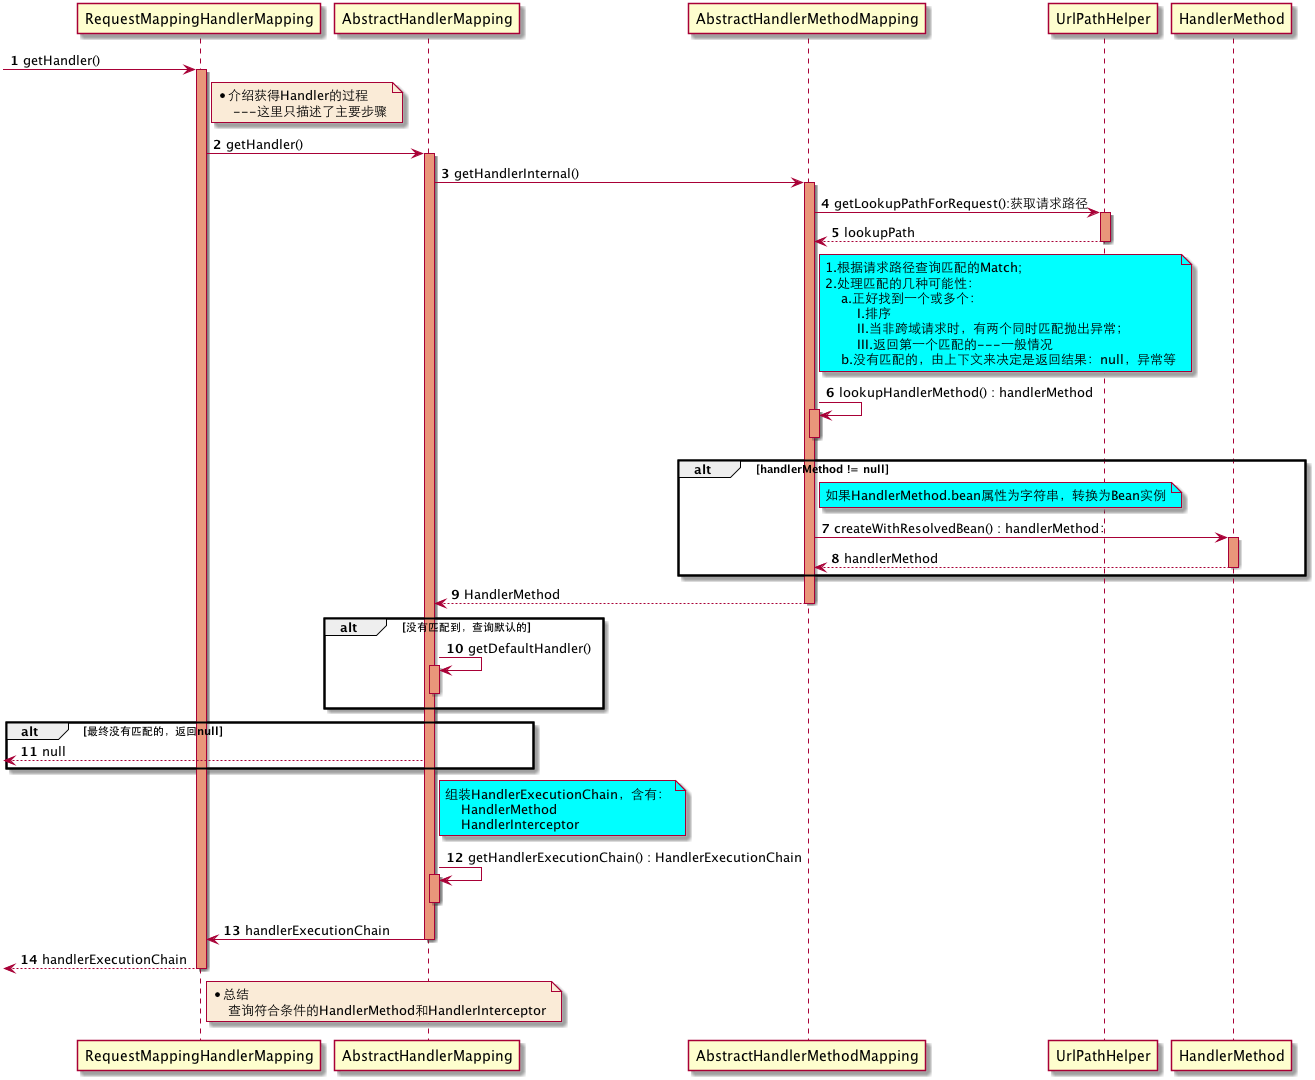 RequestMappingHandlerMapping
AbstractHandlerMapping
AbstractHandlerMethodMapping
UrlPathHelper
HandlerMethod
1 getHandler()
•介绍获得Handler的过程
---这里只描述了主要步骤
2 getHandler()
3 getHandlerInternal()
4 getLookupPathForRequest():获取请求路径
5 lookupPath
1.根据请求路径查询匹配的Match;
2.处理匹配的几种可能性：
a.正好找到一个或多个：
I.排序
II.当非跨域请求时，有两个同时匹配抛出异常；
III.返回第一个匹配的---一般情况
b.没有匹配的，由上下文来决定是返回结果：null，异常等
6 lookupHandlerMethod() : handlerMethod
alt [handlerMethod != null]
如果HandlerMethod.bean属性为字符串，转换为Bean实例
7 createWithResolvedBean() : handlerMethod
8 handlerMethod
9 HandlerMethod
alt [没有匹配到，查询默认的]
10 getDefaultHandler()
alt [最终没有匹配的，返回null]
11 null
组装HandlerExecutionChain，含有：
HandlerMethod
HandlerInterceptor
12 getHandlerExecutionChain() : HandlerExecutionChain
13 handlerExecutionChain
14 handlerExecutionChain
•总结
查询符合条件的HandlerMethod和HandlerInterceptor
RequestMappingHandlerMapping
AbstractHandlerMapping
AbstractHandlerMethodMapping
UrlPathHelper
HandlerMethod